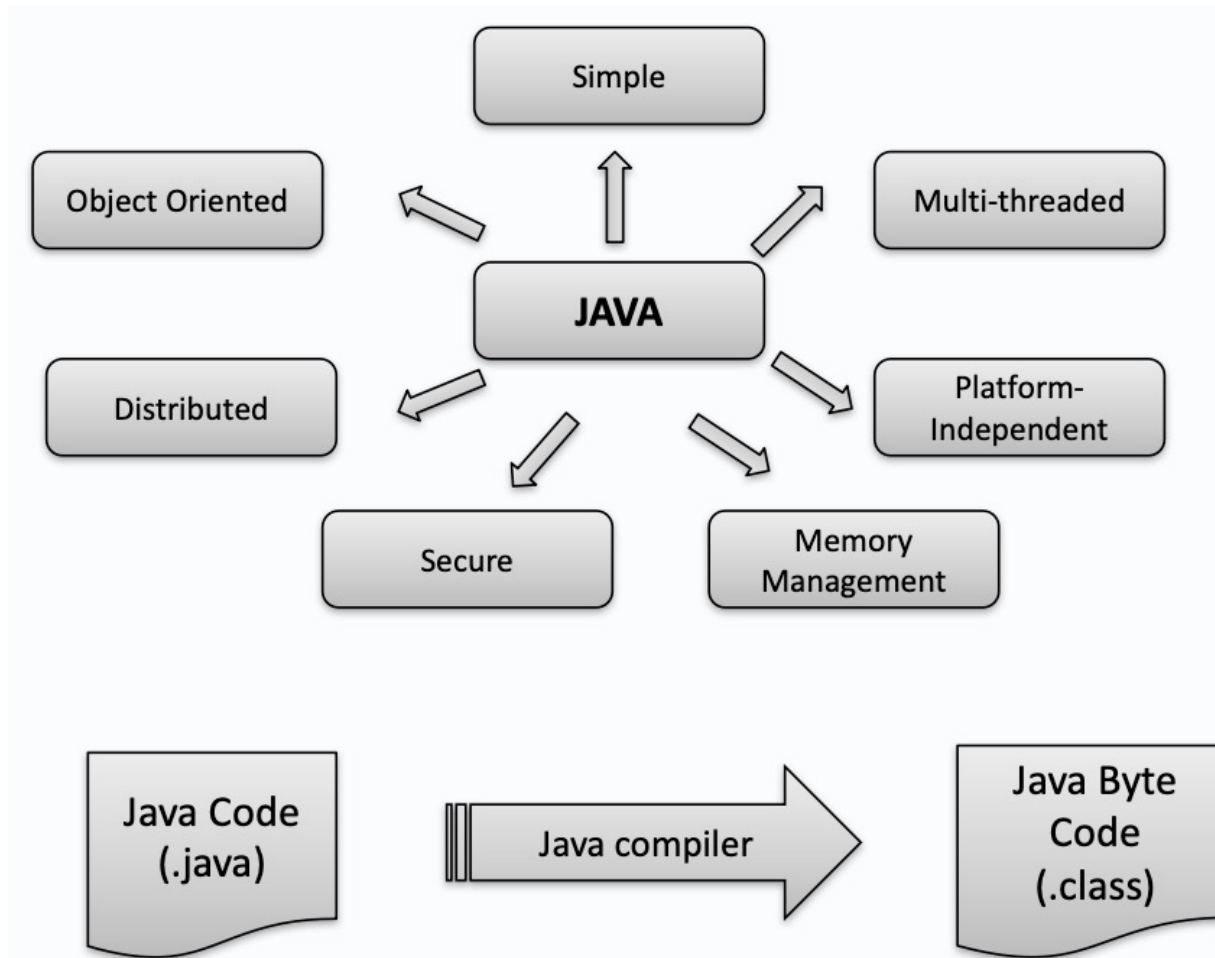 Simple
Object Oriented
Multi-threaded
JAVA
Distributed
Platform-
Independent
Secure
Memory
Management
Java Code
(.java)
Java compiler
Java Byte
Code
(.class)